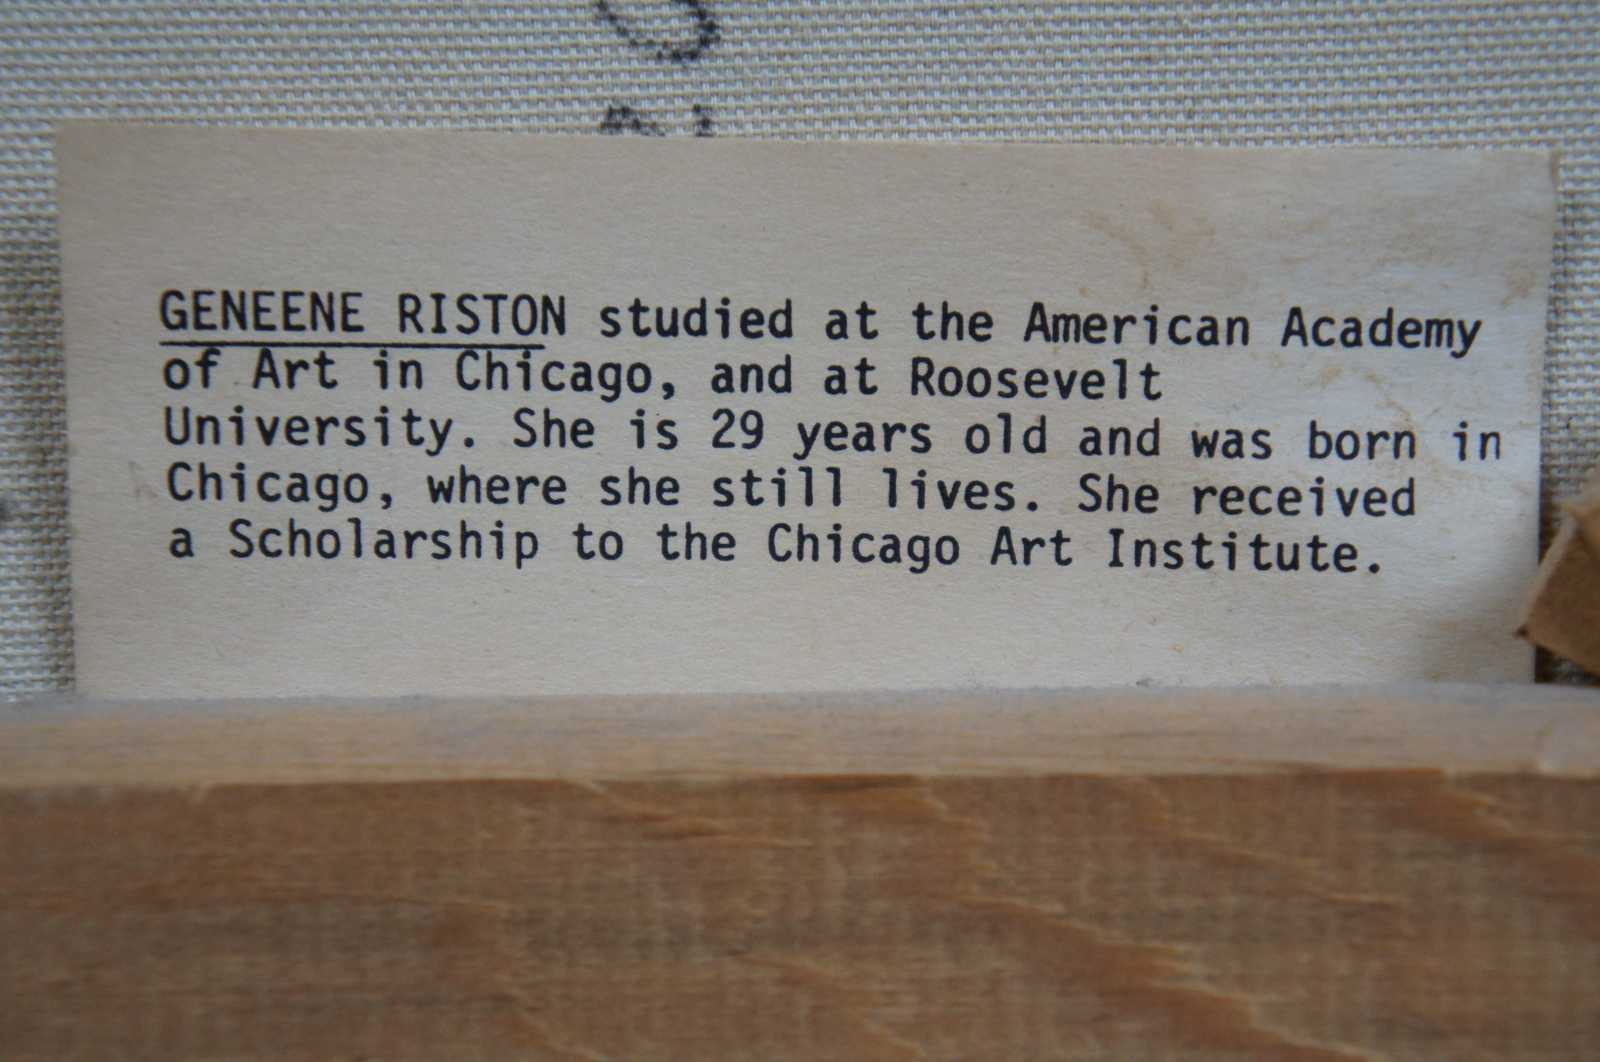 GENEENE RISTON studied at the American Academy
of Art in Chicago, and at Roosevelt
University. She is 29 years old and was born in
Chicago, where she still lives. She received
a Scholarship to the Chicago Art Institute.